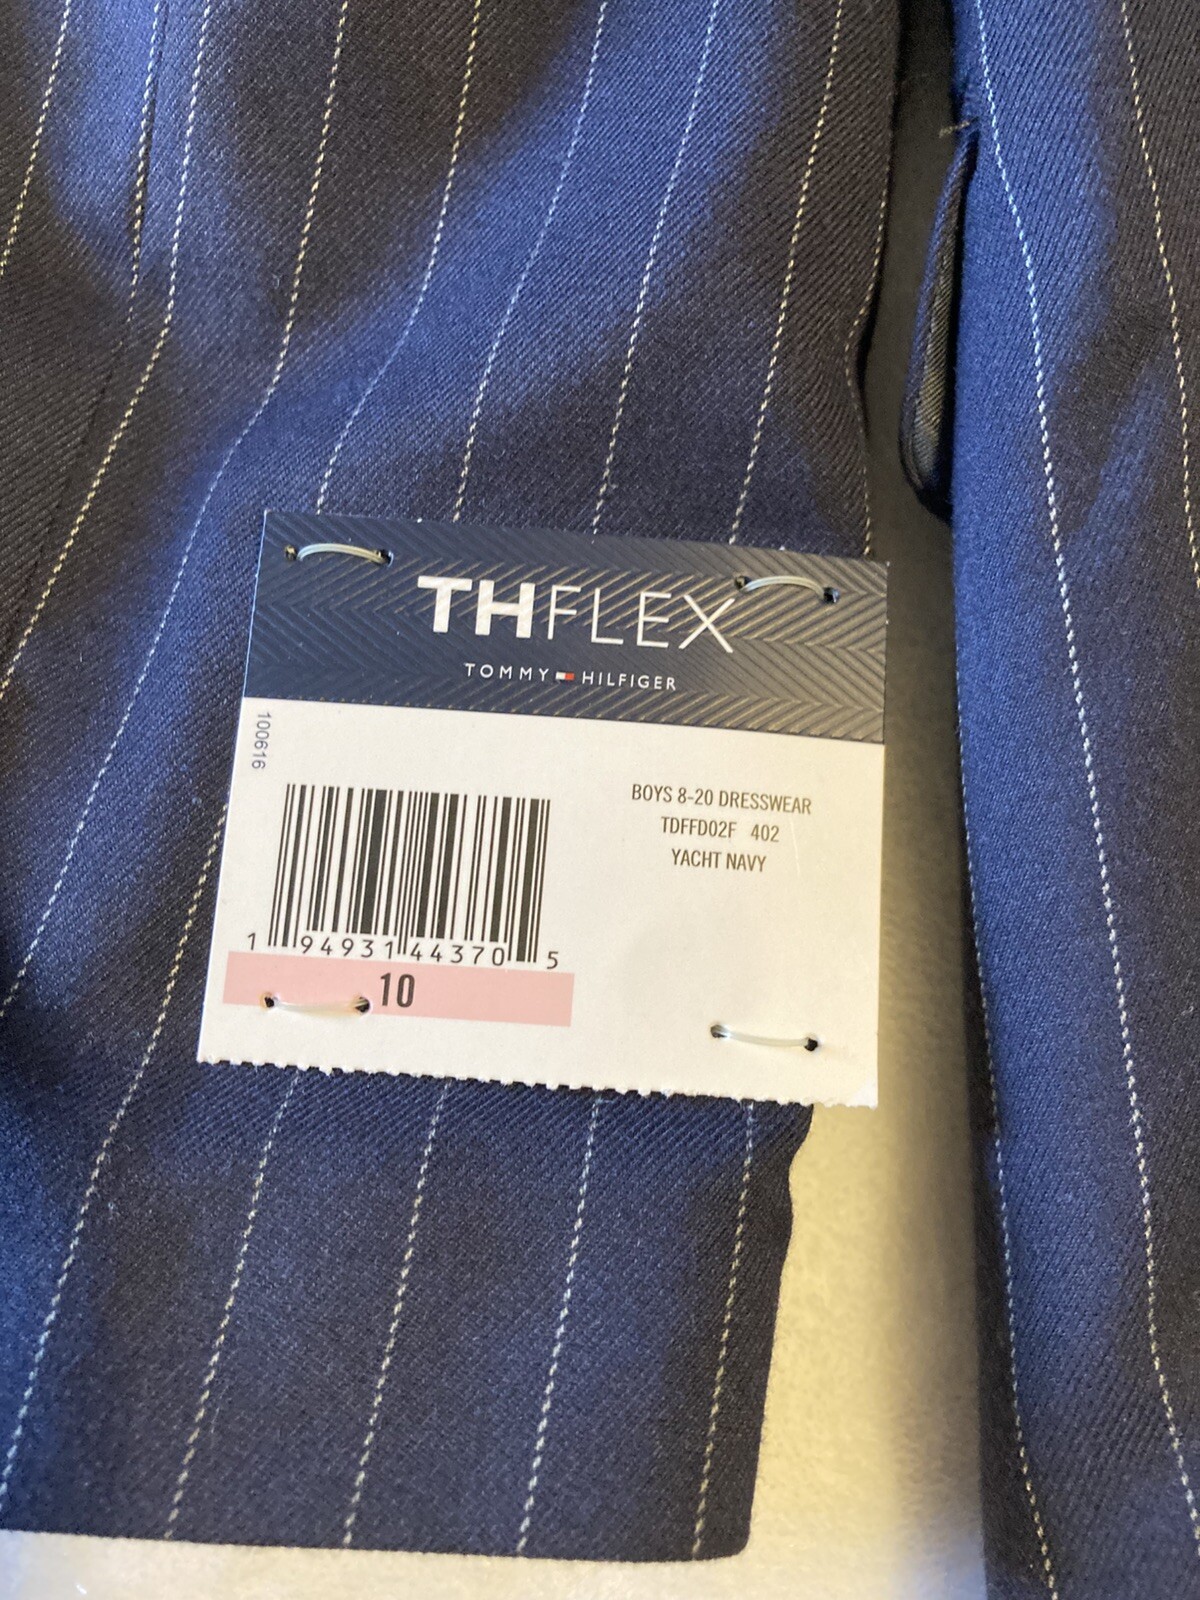 THFLEX
TOMMY HILFIGER
100616
BOYS 8-20 DRESSWEAR
TDFFD02F 402
YACHT NAVY
1 94931 44370 5
10